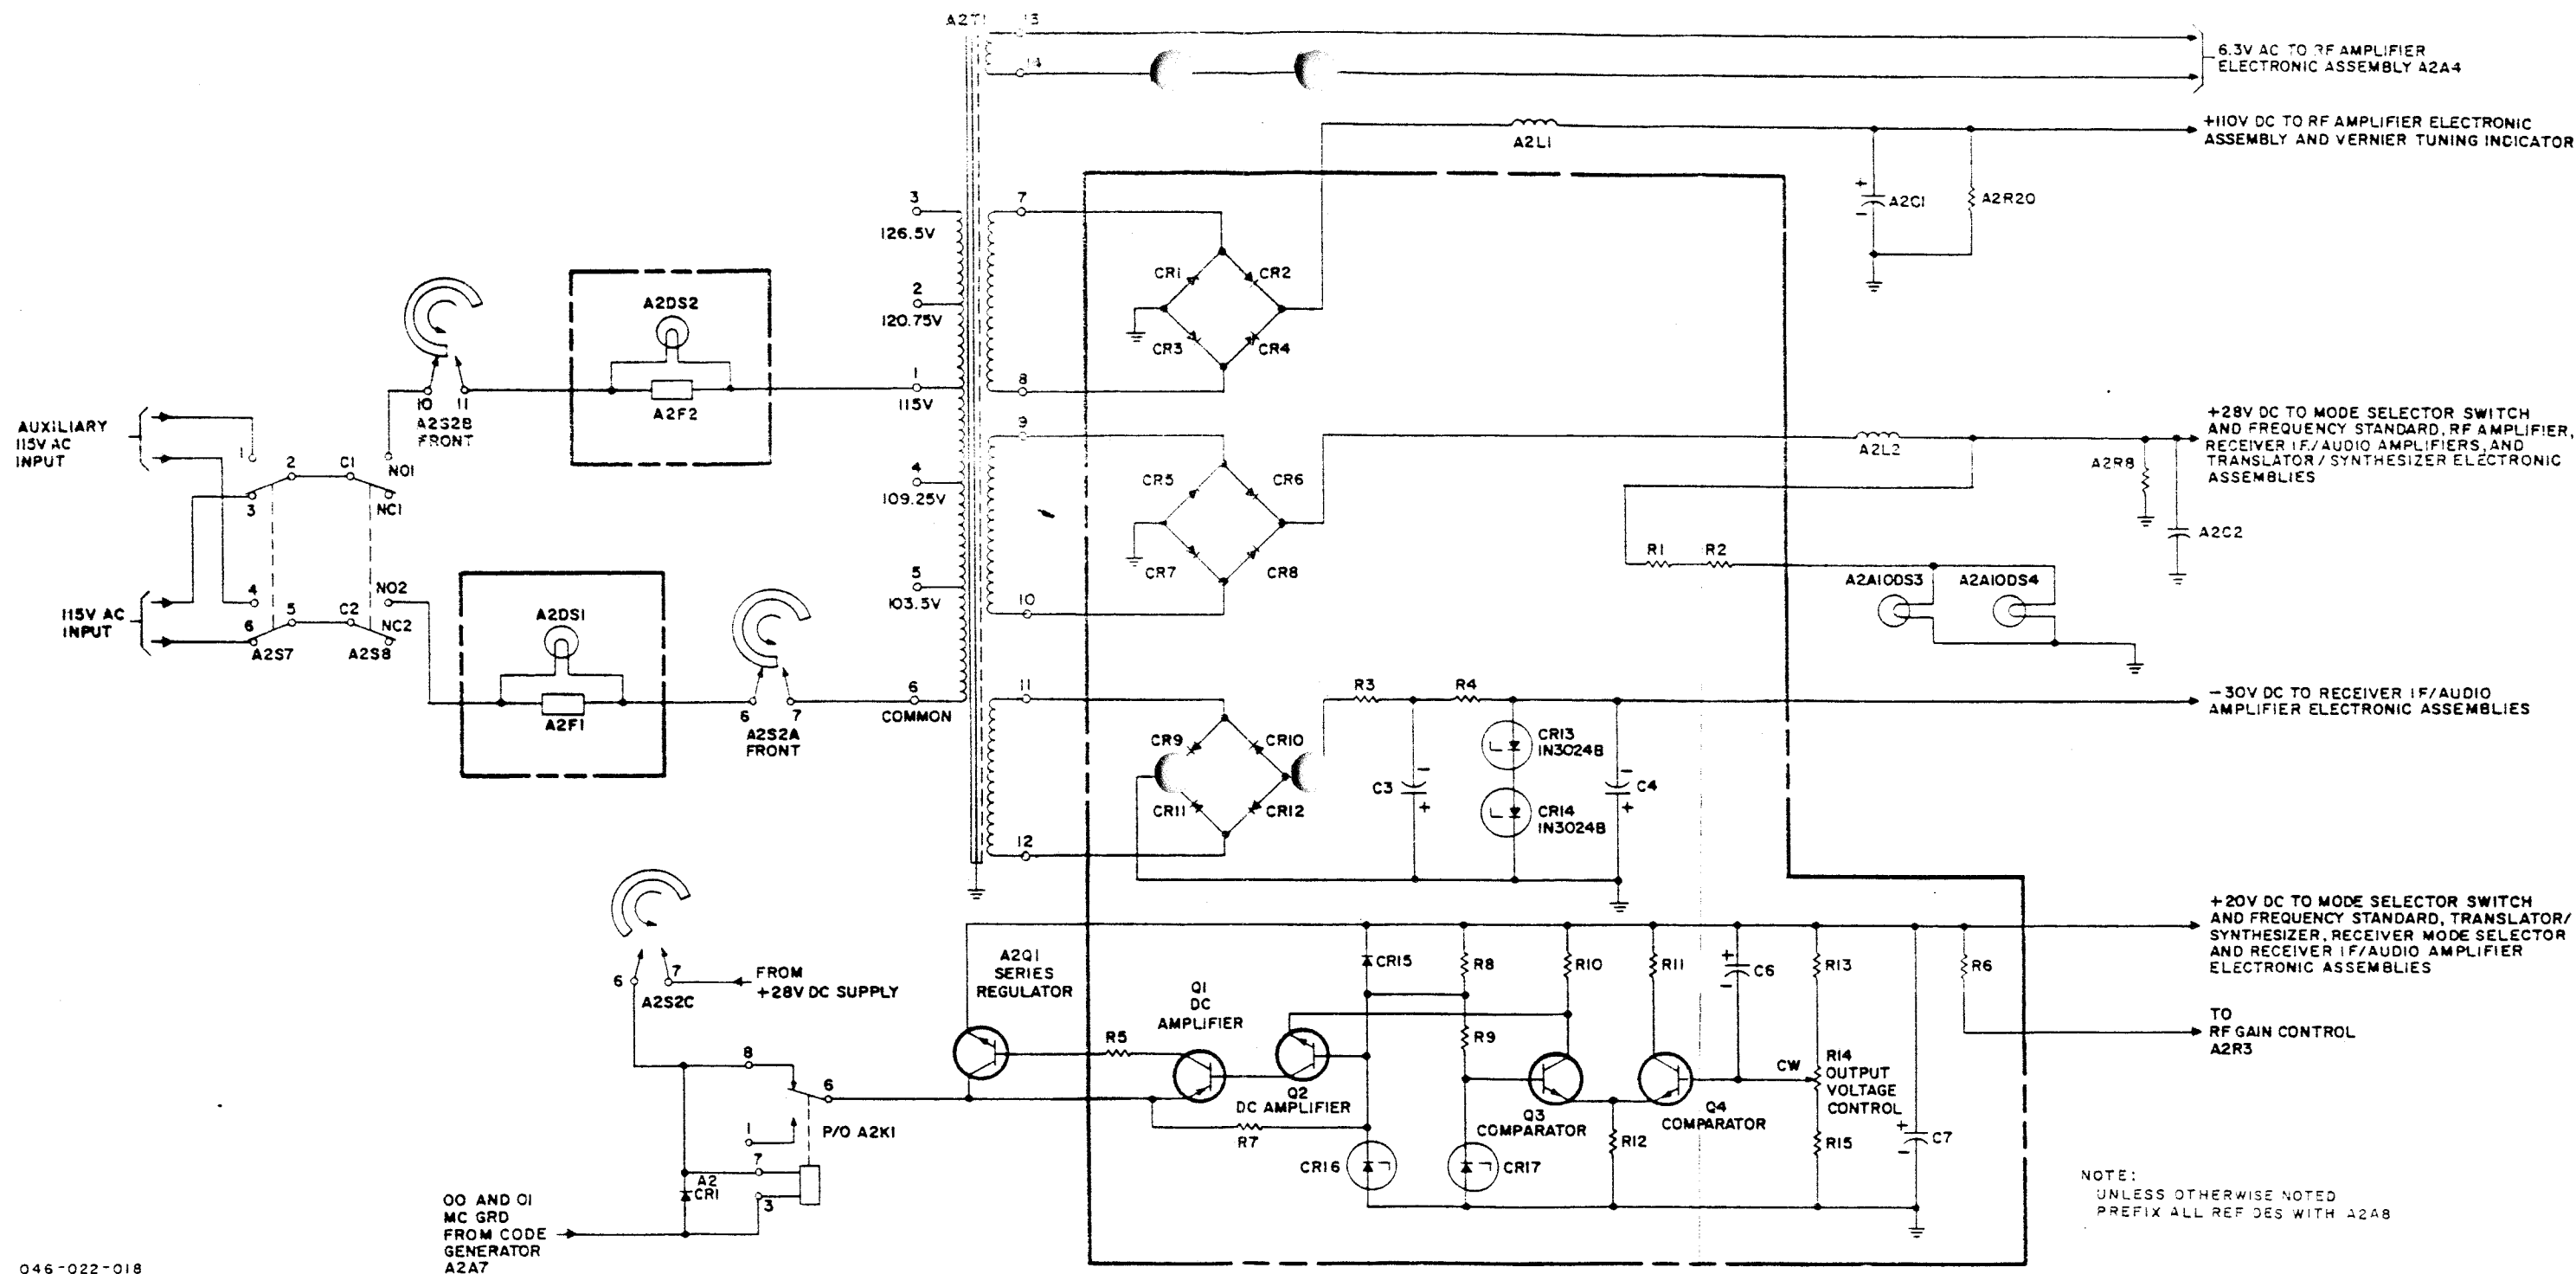 A2T1
13
14
6.3V AC TO RF AMPLIFIER
ELECTRONIC ASSEMBLY A2A4
A2L1
+110V DC TO RF AMPLIFIER ELECTRONIC
ASSEMBLY AND VERNIER TUNING INDICATOR
+
-
A2C1
A2R20
3
126.5V
2
120.75V
1
115V
4
109.25V
5
103.5V
6
COMMON
7
8
9
10
11
12
CR1
CR2
CR3
CR4
A2DS2
A2F2
10
11
A2S2B
FRONT
AUXILIARY
115V AC
INPUT
1
2
C1
NO1
3
NC1
115V AC
INPUT
4
5
C2
NO2
6
NC2
A2S7
A2S8
A2DS1
A2F1
6
7
A2S2A
FRONT
CR5
CR6
CR7
CR8
A2L2
A2R8
A2C2
+28V DC TO MODE SELECTOR SWITCH
AND FREQUENCY STANDARD, RF AMPLIFIER,
RECEIVER I.F./AUDIO AMPLIFIERS, AND
TRANSLATOR/SYNTHESIZER ELECTRONIC
ASSEMBLIES
R1
R2
A2A10DS3
A2A10DS4
CR9
CR10
CR11
CR12
R3
R4
C3
-
+
CR13
1N3024B
CR14
1N3024B
-
+
C4
-30V DC TO RECEIVER IF/AUDIO
AMPLIFIER ELECTRONIC ASSEMBLIES
6
7
A2S2C
FROM
+28V DC SUPPLY
8
6
1
P/O A2K1
7
3
A2
CR1
00 AND 01
MC GRD
FROM CODE
GENERATOR
A2A7
A2Q1
SERIES
REGULATOR
R5
Q1
DC
AMPLIFIER
Q2
DC AMPLIFIER
R7
CR15
CR16
R8
R9
CR17
R10
Q3
COMPARATOR
R11
R12
Q4
COMPARATOR
+
-
C6
CW
R13
R14
OUTPUT
VOLTAGE
CONTROL
R15
+
-
C7
R6
+20V DC TO MODE SELECTOR SWITCH
AND FREQUENCY STANDARD, TRANSLATOR/
SYNTHESIZER, RECEIVER MODE SELECTOR
AND RECEIVER IF/AUDIO AMPLIFIER
ELECTRONIC ASSEMBLIES
TO
RF GAIN CONTROL
A2R3
NOTE:
UNLESS OTHERWISE NOTED
PREFIX ALL REF DES WITH A2A8
046-022-018